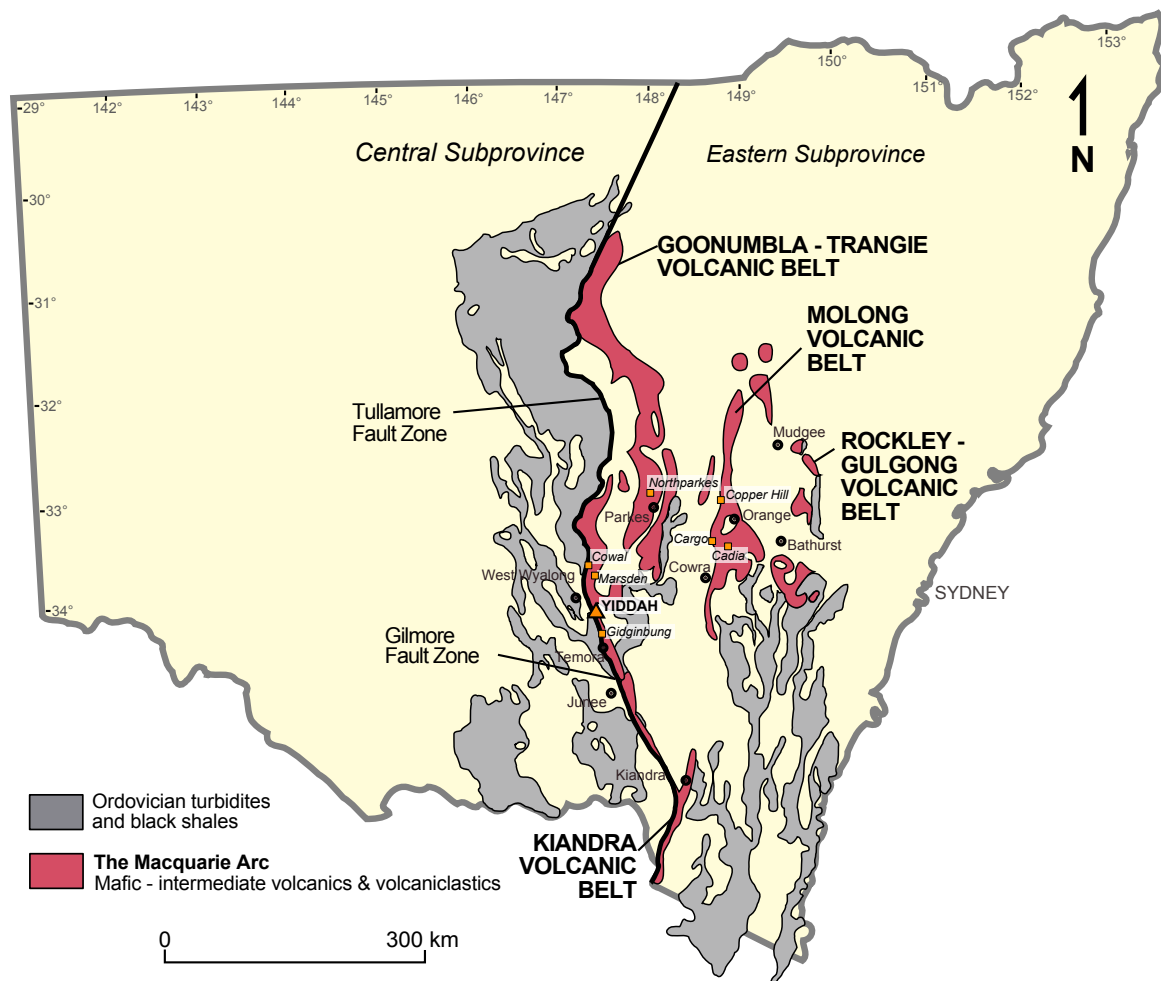 153°
150°
29°
142°
143°
144°
145°
146°
147°
148°
149°
151°
152°
N
Central Subprovince
Eastern Subprovince
30°
GOONUMBLA - TRANGIE
VOLCANIC BELT
31°
MOLONG
VOLCANIC
BELT
32°
Tullamore
Fault Zone
Mudgee
ROCKLEY -
GULGONG
VOLCANIC
BELT
Northparkes
Copper Hill
33°
Parkes
Orange
Cargo
Bathurst
Cowal
Cadia
West Wyalong
Marsden
Cowra
SYDNEY
34°
YIDDAH
Gidginbung
Gilmore
Fault Zone
Temora
Junee
Kiandra
Ordovician turbidites
and black shales
KIANDRA
VOLCANIC
BELT
The Macquarie Arc
Mafic - intermediate volcanics & volcaniclastics
0
300 km